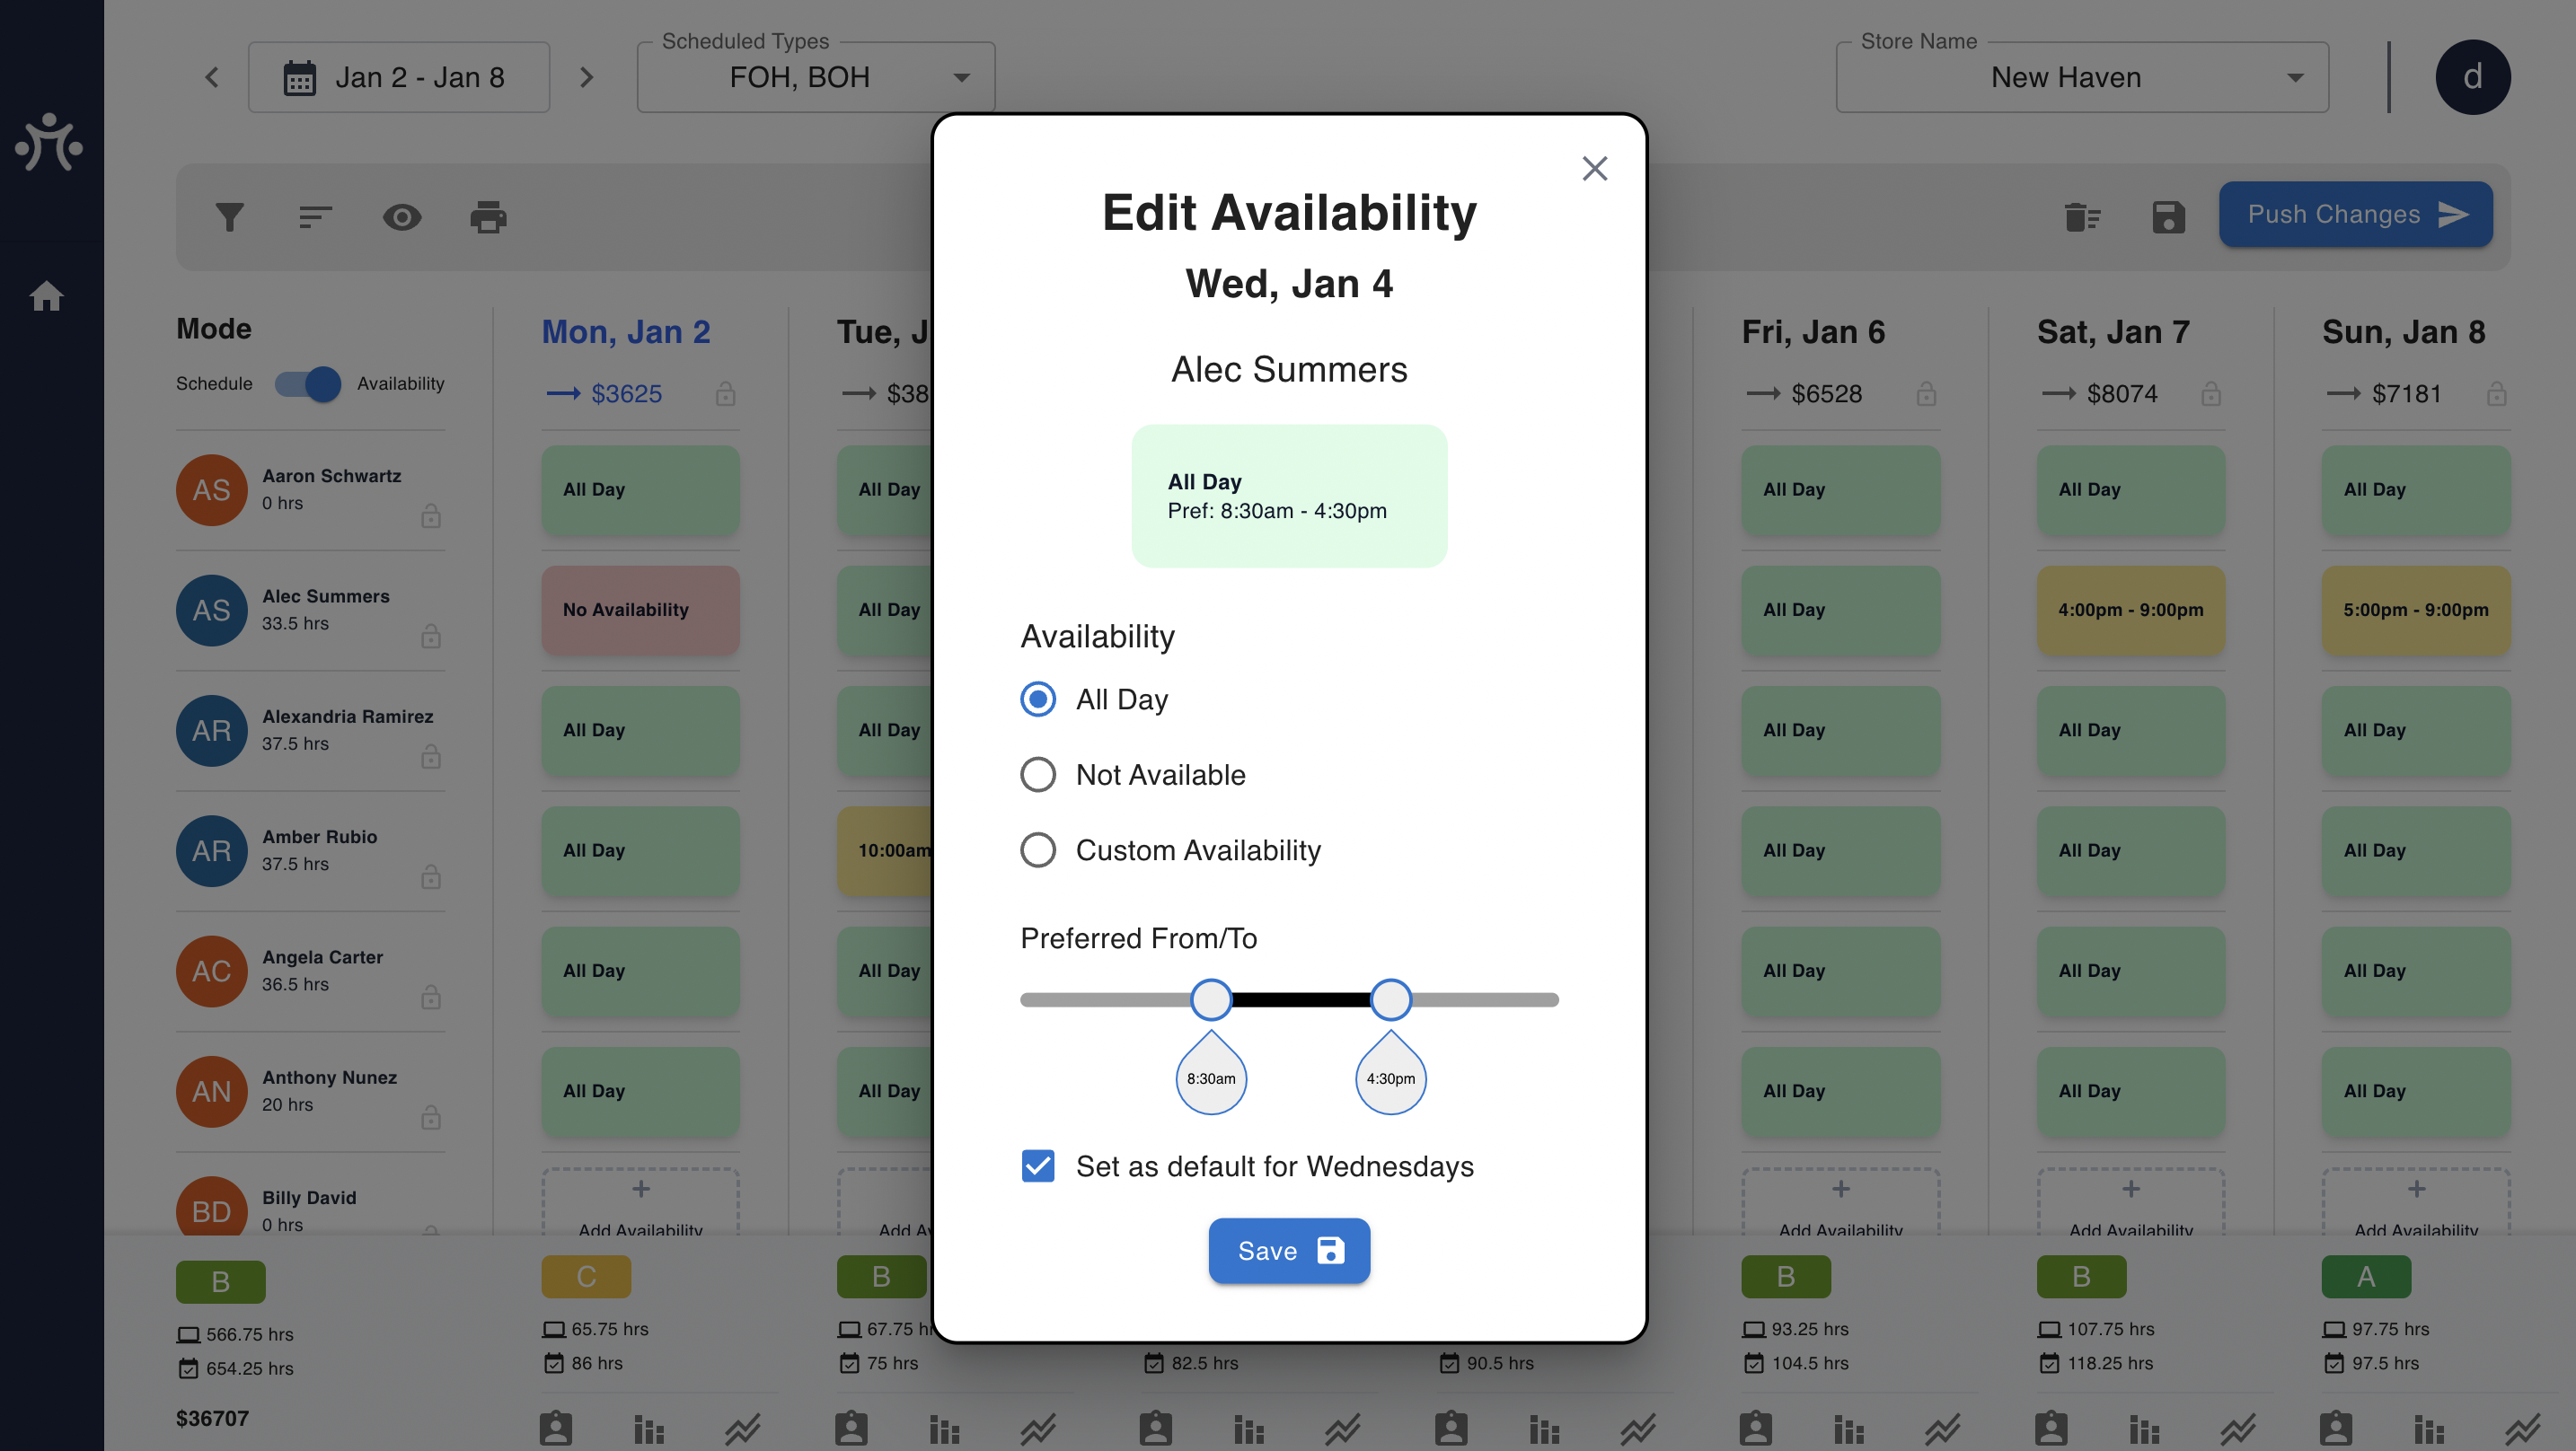 Scheduled Types
Store Name
Jan 2 - Jan 8
FOH, BOH
New Haven
d
Push Changes
Mode
Schedule
Availability
Mon, Jan 2
$3625
Tue, J
$38
Fri, Jan 6
$6528
Sat, Jan 7
$8074
Sun, Jan 8
$7181
AS
Aaron Schwartz
0 hrs
All Day
All Day
All Day
All Day
All Day
AS
Alec Summers
33.5 hrs
No Availability
All Day
All Day
4:00pm - 9:00pm
5:00pm - 9:00pm
AR
Alexandria Ramirez
37.5 hrs
All Day
All Day
All Day
All Day
All Day
AR
Amber Rubio
37.5 hrs
All Day
10:00am
All Day
All Day
All Day
AC
Angela Carter
36.5 hrs
All Day
All Day
All Day
All Day
All Day
AN
Anthony Nunez
20 hrs
All Day
All Day
All Day
All Day
All Day
BD
Billy David
0 hrs
Add Availability
Add Av
Add Availability
Add Availability
Add Availability
Edit Availability
Wed, Jan 4
Alec Summers
All Day
Pref: 8:30am - 4:30pm
Availability
All Day
Not Available
Custom Availability
Preferred From/To
8:30am
4:30pm
Set as default for Wednesdays
Save
B
566.75 hrs
654.25 hrs
$36707
C
65.75 hrs
86 hrs
B
67.75 h
75 hrs
82.5 hrs
90.5 hrs
B
93.25 hrs
104.5 hrs
B
107.75 hrs
118.25 hrs
A
97.75 hrs
97.5 hrs